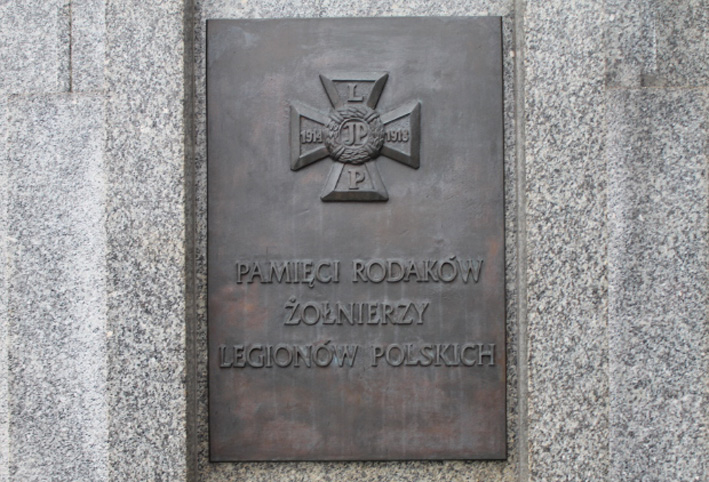 L
1914 JP 1918
P
PAMIĘCI RODAKÓW
ŻOŁNIERZY
LEGIONÓW POLSKICH